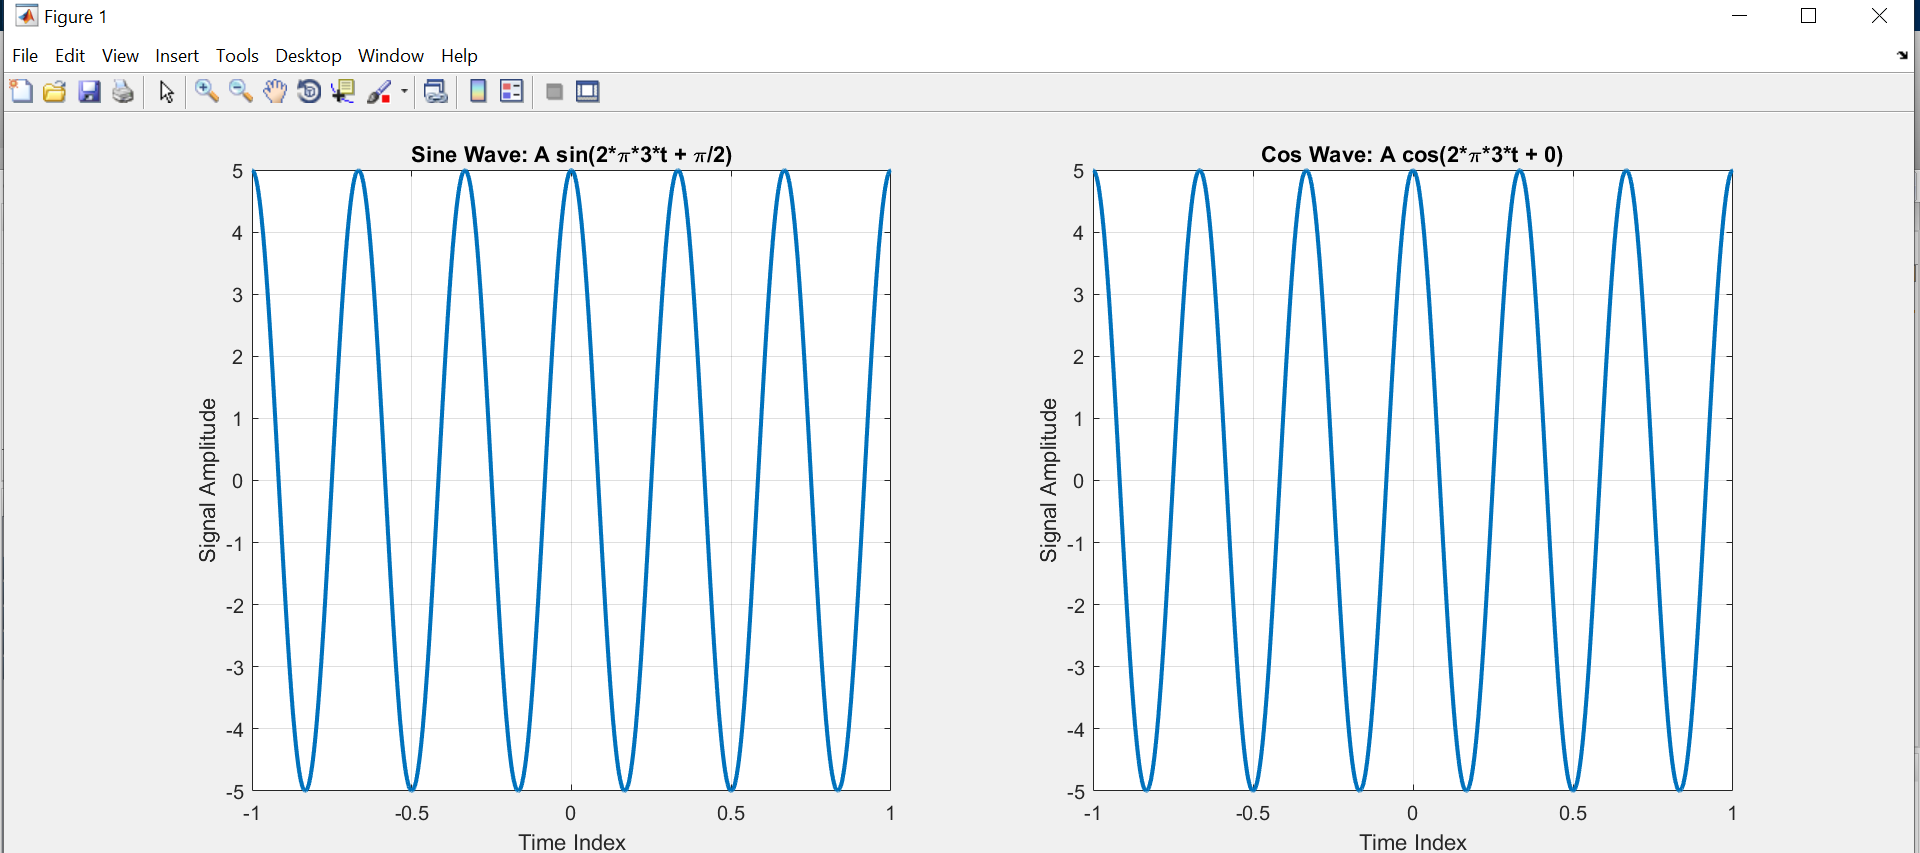 Figure 1
File Edit View Insert Tools Desktop Window Help
Sine Wave: A sin(2*π*3*t + π/2)
5
4
3
2
1
0
-1
-2
-3
-4
-5
Signal Amplitude
-1 -0.5 0 0.5 1
Time Index
Cos Wave: A cos(2*π*3*t + 0)
5
4
3
2
1
0
-1
-2
-3
-4
-5
Signal Amplitude
-1 -0.5 0 0.5 1
Time Index